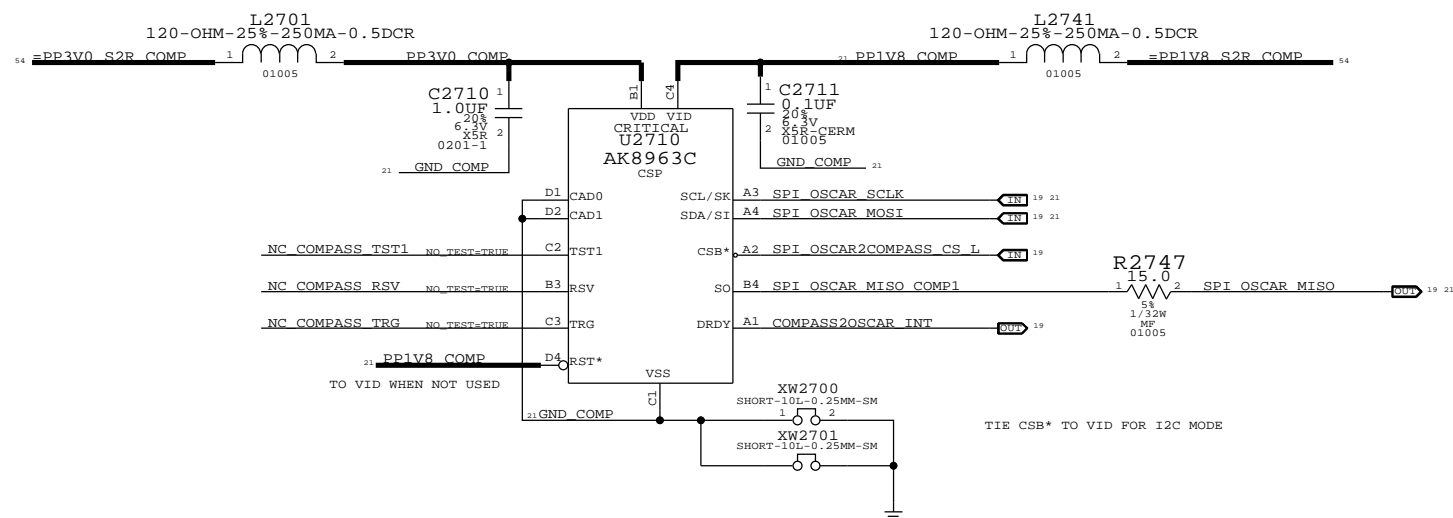 L2701
120-OHM-25%-250MA-0.5DCR
54 =PP3V0_S2R_COMP 1 2 PP3V0_COMP
01005
L2741
120-OHM-25%-250MA-0.5DCR
21 PP1V8_COMP 1 2 =PP1V8_S2R_COMP 54
01005
C2710 1
1.0UF
20%
6.3V
X5R 2
0201-1
21 GND_COMP
B1
C4
1 C2711
0.1UF
20%
6.3V
2 X5R-CERM
01005
GND_COMP 21
VDD VID
CRITICAL
U2710
AK8963C
CSP
D1 CAD0
D2 CAD1
NC_COMPASS_TST1 NO_TEST=TRUE C2 TST1
NC_COMPASS_RSV NO_TEST=TRUE B3 RSV
NC_COMPASS_TRG NO_TEST=TRUE C3 TRG
21 PP1V8_COMP D4 RST*
TO VID WHEN NOT USED
SCL/SK A3 SPI_OSCAR_SCLK IN 19 21
SDA/SI A4 SPI_OSCAR_MOSI IN 19 21
CSB* A2 SPI_OSCAR2COMPASS_CS_L IN 19
R2747
15.0
SO B4 SPI_OSCAR_MISO_COMP1 1 2 SPI_OSCAR_MISO OUT 19 21
5%
1/32W
MF
01005
DRDY A1 COMPASS2OSCAR_INT OUT 19
VSS
C1
21 GND_COMP
XW2700
SHORT-10L-0.25MM-SM
1 2
XW2701
SHORT-10L-0.25MM-SM
TIE CSB* TO VID FOR I2C MODE